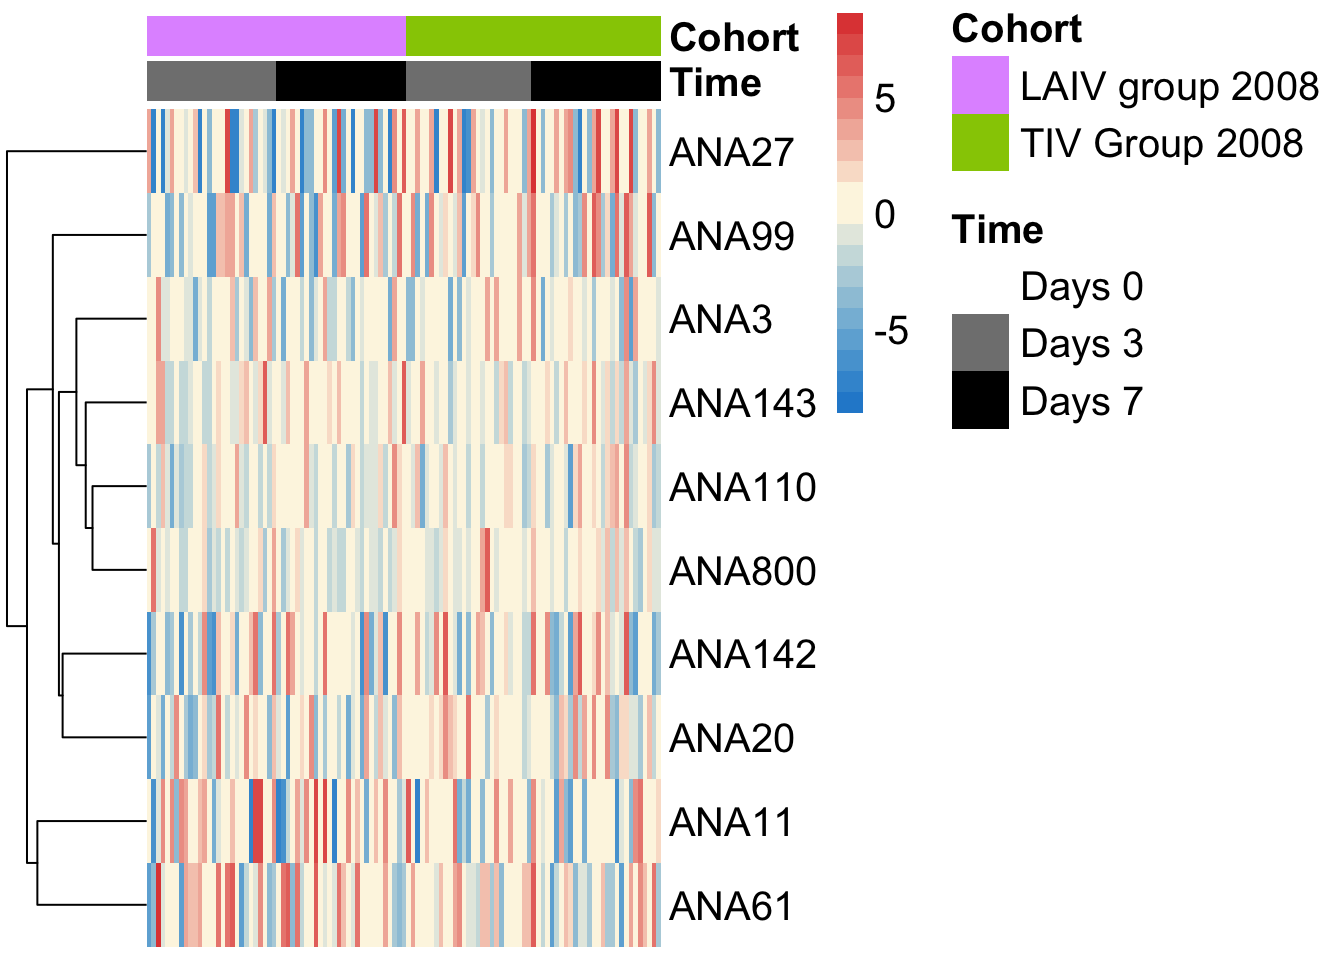 Cohort
Time
ANA27
ANA99
ANA3
ANA143
ANA110
ANA800
ANA142
ANA20
ANA11
ANA61
5
0
-5
Cohort
LAIV group 2008
TIV Group 2008
Time
Days 0
Days 3
Days 7